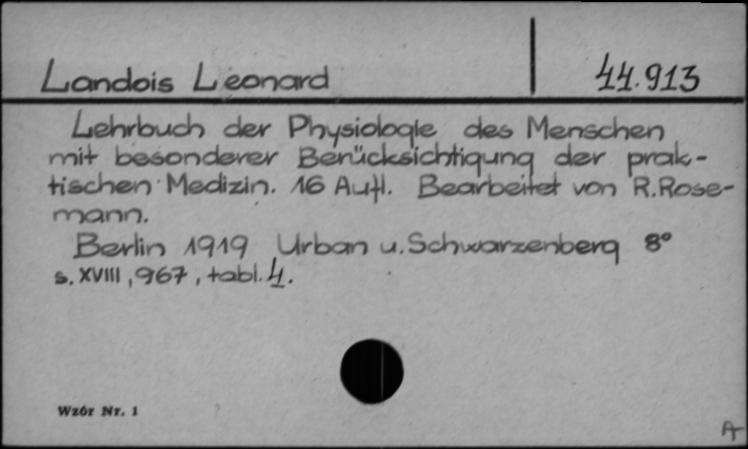 Landois Leonard 44.913
Lehrbuch der Physiologie des Menschen
mit besonderer Berücksichtigung der prak-
tischen Medizin. 16 Aufl. Bearbeitet von R.Rose-
mann.
Berlin 1919 Urban u. Schwarzenberg 8°
s. XVIII, 967, tabl. 4.
Wzór Nr. 1
A